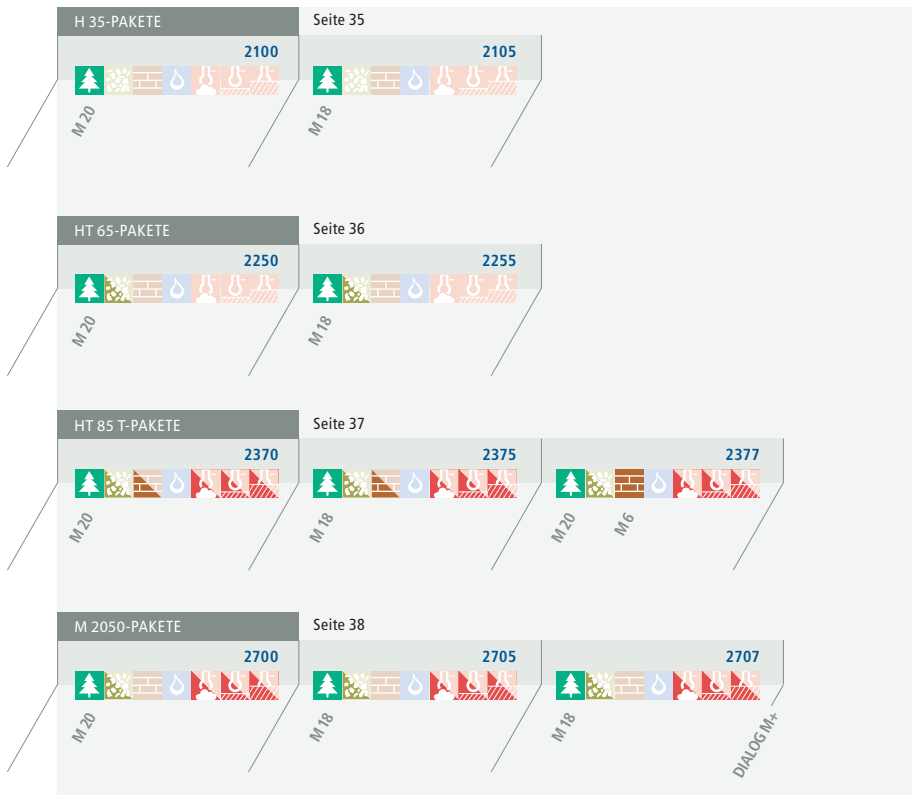 H 35-PAKETE Seite 35
2100 2105
M 20 M 18
HT 65-PAKETE Seite 36
2250 2255
M 20 M 18
HT 85 T-PAKETE Seite 37
2370 2375 2377
M 20 M 18 M 20 M 6
M 2050-PAKETE Seite 38
2700 2705 2707
M 20 M 18 M 18 DIALOG M+